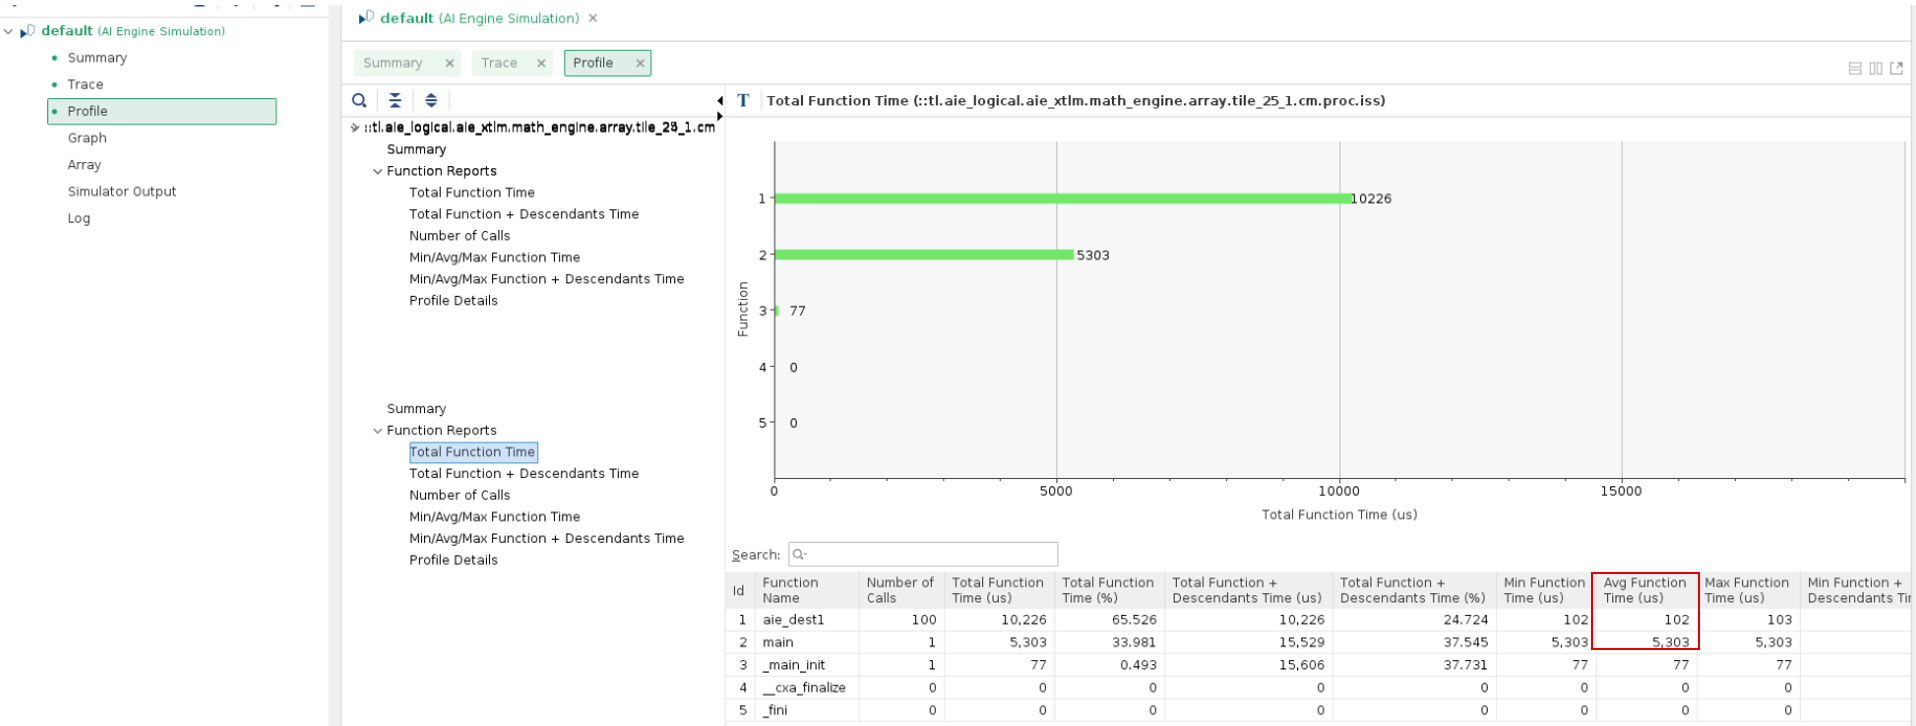 default (AI Engine Simulation)
Summary
Trace
Profile
Graph
Array
Simulator Output
Log
default (AI Engine Simulation) ×
Summary ×
Trace ×
Profile ×
::tl.aie_logical.aie_xtlm.math_engine.array.tile_25_1.cm
Summary
Function Reports
Total Function Time
Total Function + Descendants Time
Number of Calls
Min/Avg/Max Function Time
Min/Avg/Max Function + Descendants Time
Profile Details
Summary
Function Reports
Total Function Time
Total Function + Descendants Time
Number of Calls
Min/Avg/Max Function Time
Min/Avg/Max Function + Descendants Time
Profile Details
T Total Function Time (::tl.aie_logical.aie_xtlm.math_engine.array.tile_25_1.cm.proc.iss)
Function
1 10226
2 5303
3 77
4 0
5 0
0 5000 10000 15000
Total Function Time (us)
Search:
Id Function Name Number of Calls Total Function Time (us) Total Function Time (%) Total Function + Descendants Time (us) Total Function + Descendants Time (%) Min Function Time (us) Avg Function Time (us) Max Function Time (us) Min Function + Descendants Ti
1 aie_dest1 100 10,226 65.526 10,226 24.724 102 102 103
2 main 1 5,303 33.981 15,529 37.545 5,303 5,303 5,303
3 _main_init 1 77 0.493 15,606 37.731 77 77 77
4 __cxa_finalize 0 0 0 0 0 0 0 0
5 _fini 0 0 0 0 0 0 0 0